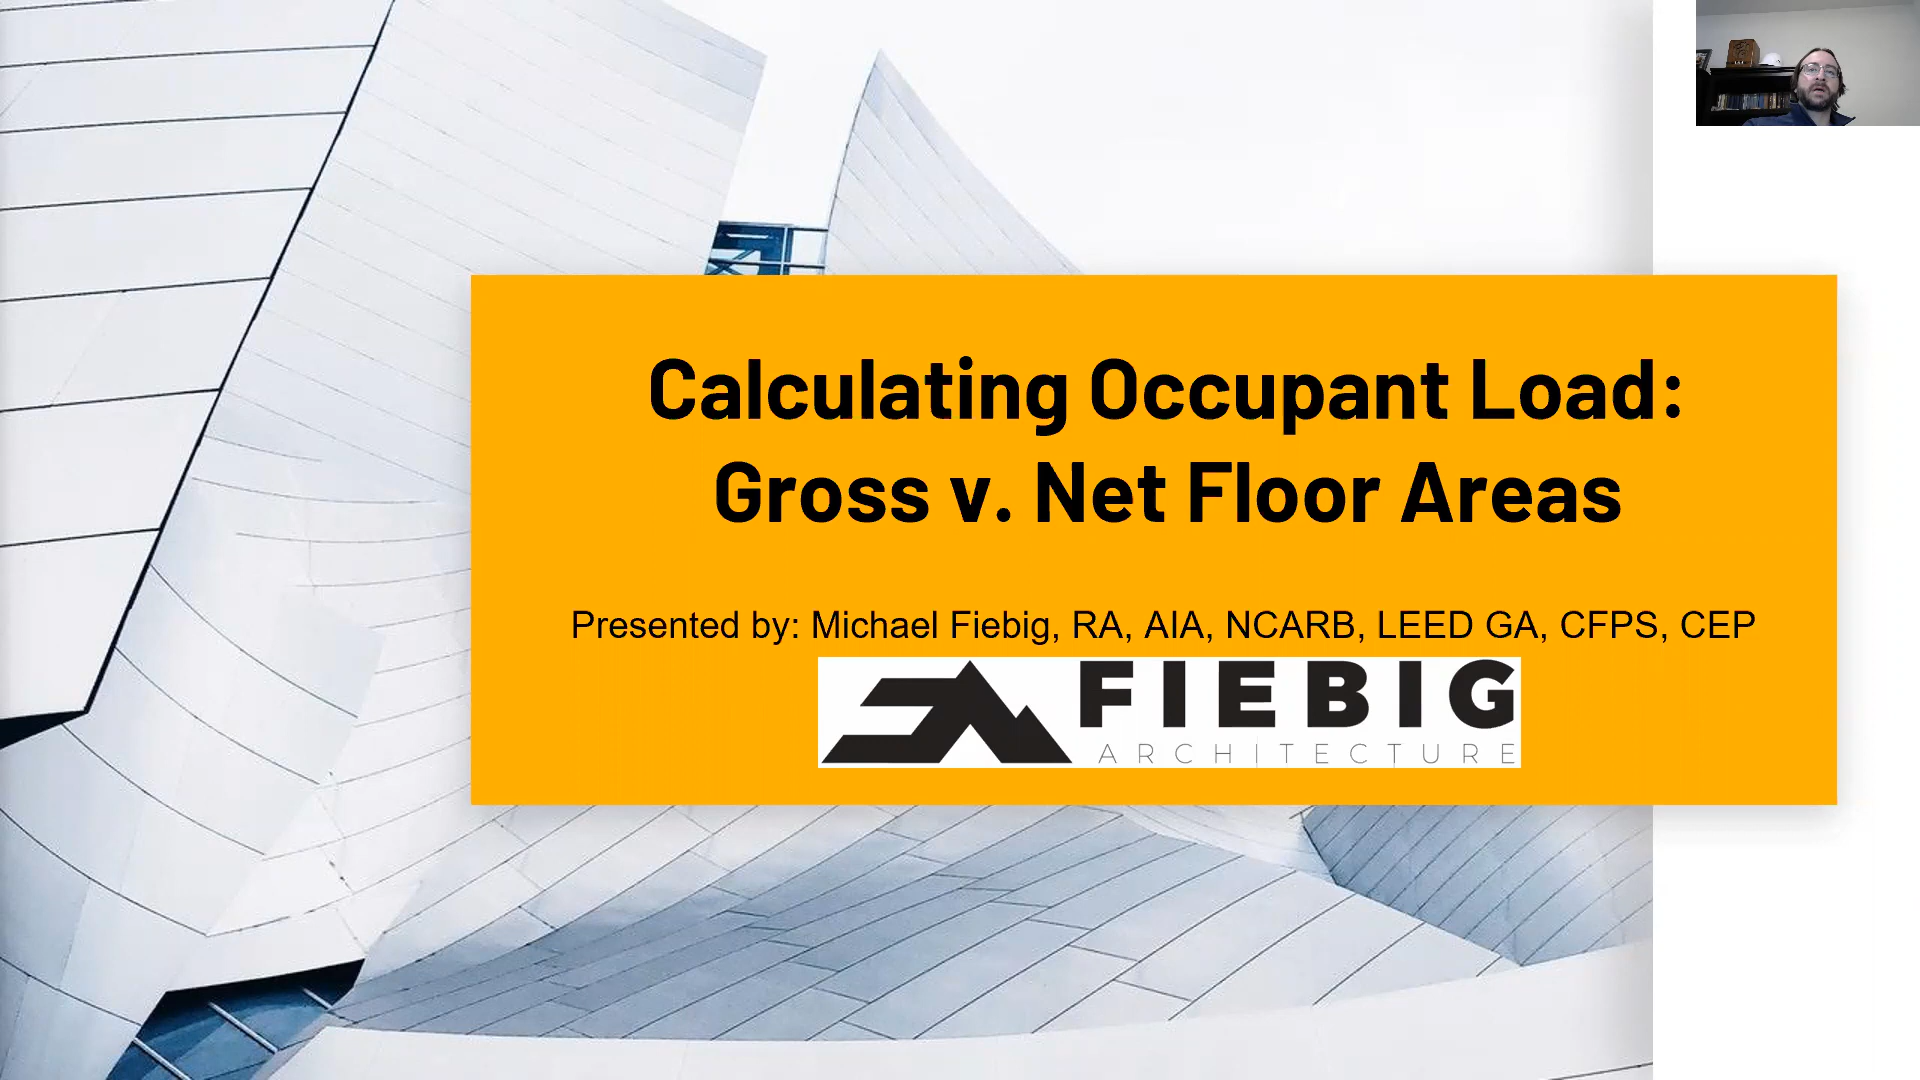 Calculating Occupant Load:
Gross v. Net Floor Areas
Presented by: Michael Fiebig, RA, AIA, NCARB, LEED GA, CFPS, CEP
FIEBIG
ARCHITECTURE